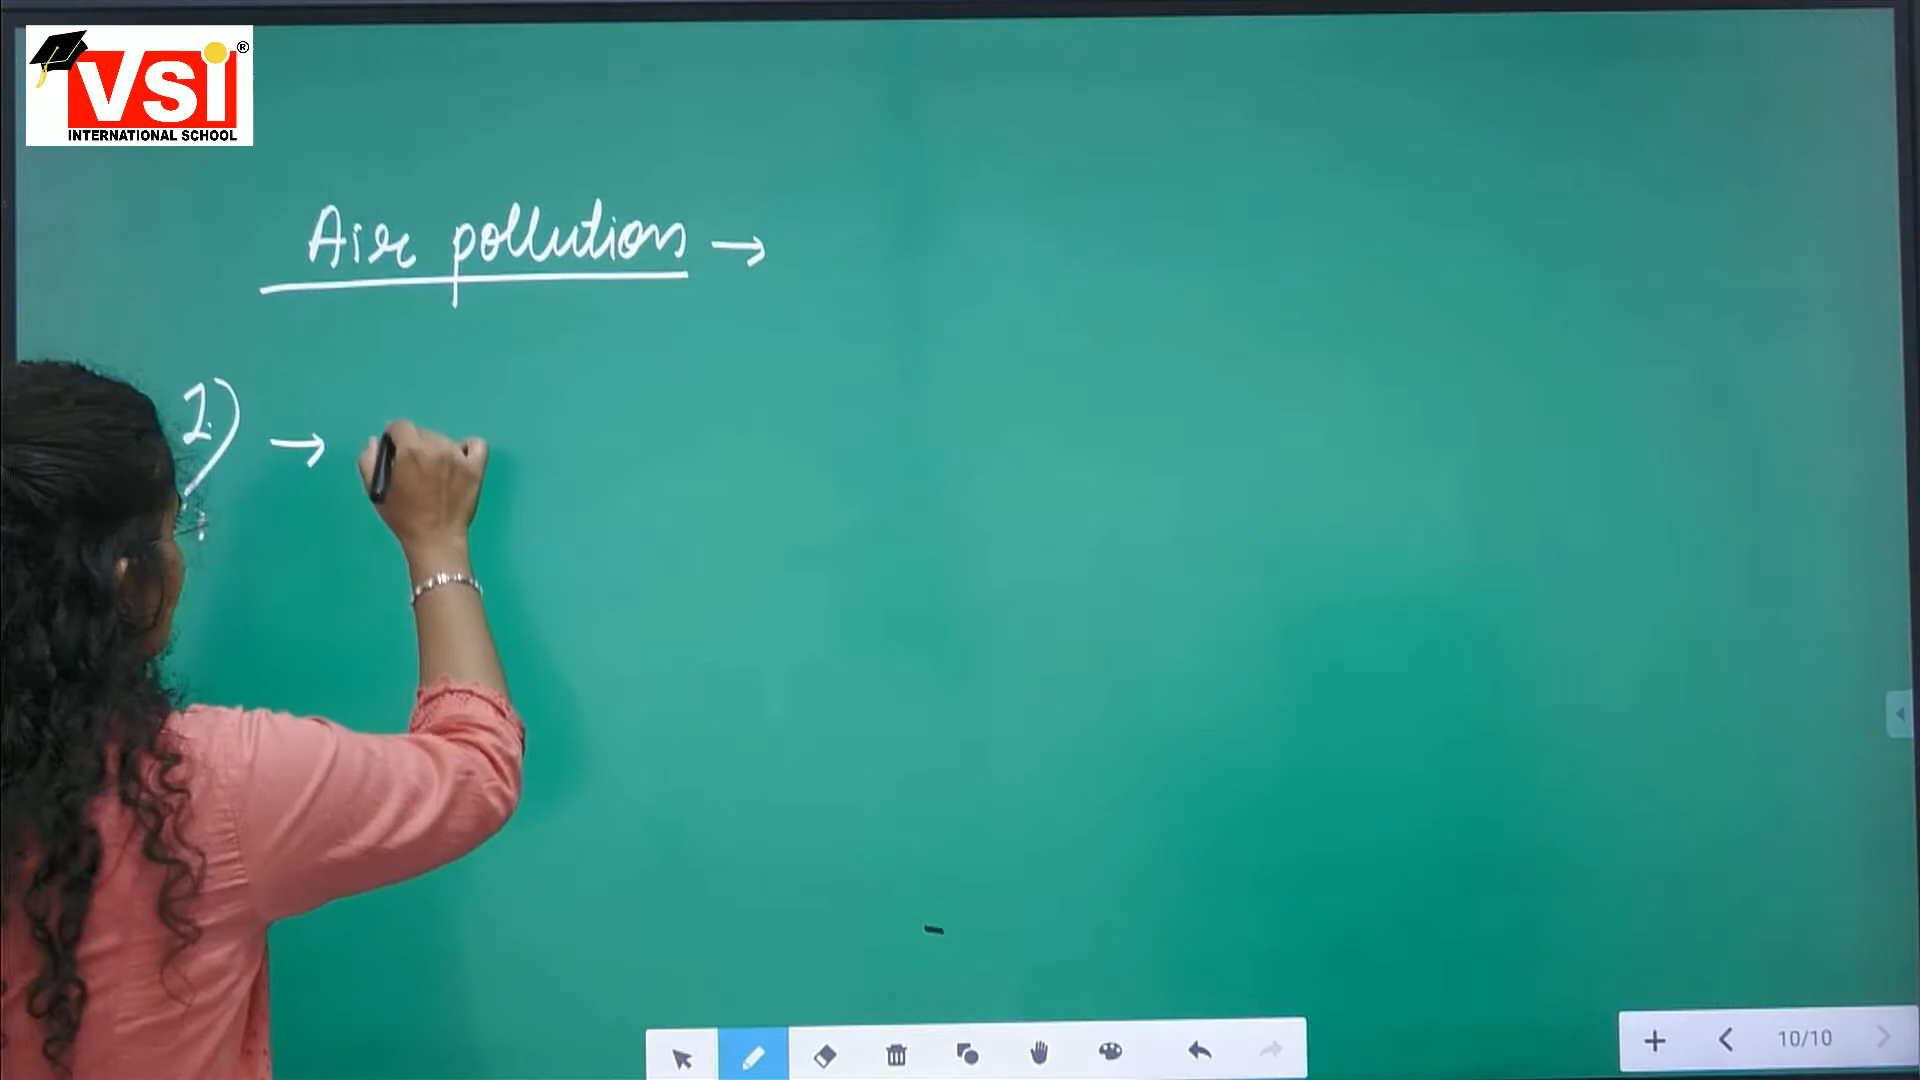 VSI ®
INTERNATIONAL SCHOOL
Air pollution →
1.) →
10/10